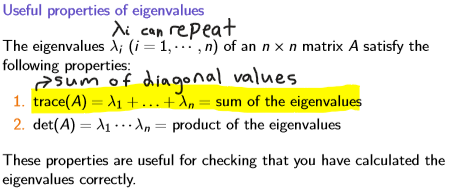 Useful properties of eigenvalues
λi can repeat
The eigenvalues λᵢ (i = 1, ⋯ , n) of an n × n matrix A satisfy the
following properties:
→sum of diagonal values
1. trace(A) = λ₁ + … + λₙ = sum of the eigenvalues
2. det(A) = λ₁ ⋯ λₙ = product of the eigenvalues
These properties are useful for checking that you have calculated the
eigenvalues correctly.